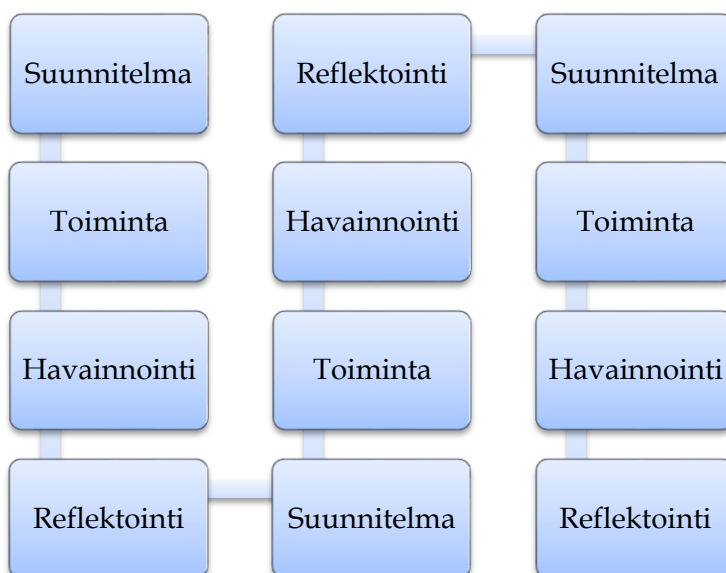 Suunnitelma
Toiminta
Havainnointi
Reflektointi
Suunnitelma
Toiminta
Havainnointi
Reflektointi
Suunnitelma
Toiminta
Havainnointi
Reflektointi